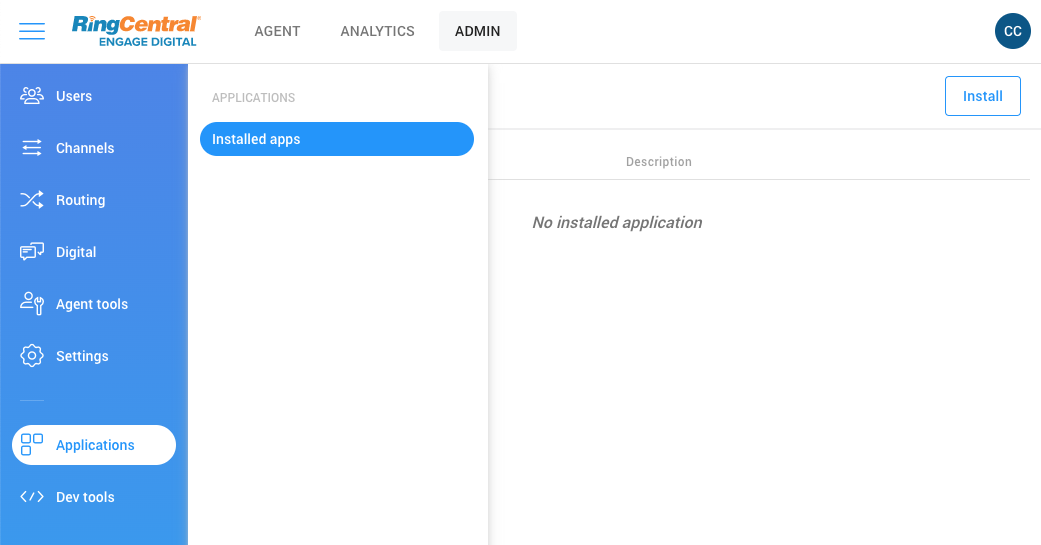 RingCentral
ENGAGE DIGITAL
AGENT
ANALYTICS
ADMIN
CC
Users
Channels
Routing
Digital
Agent tools
Settings
Applications
Dev tools
APPLICATIONS
Installed apps
Install
Description
No installed application